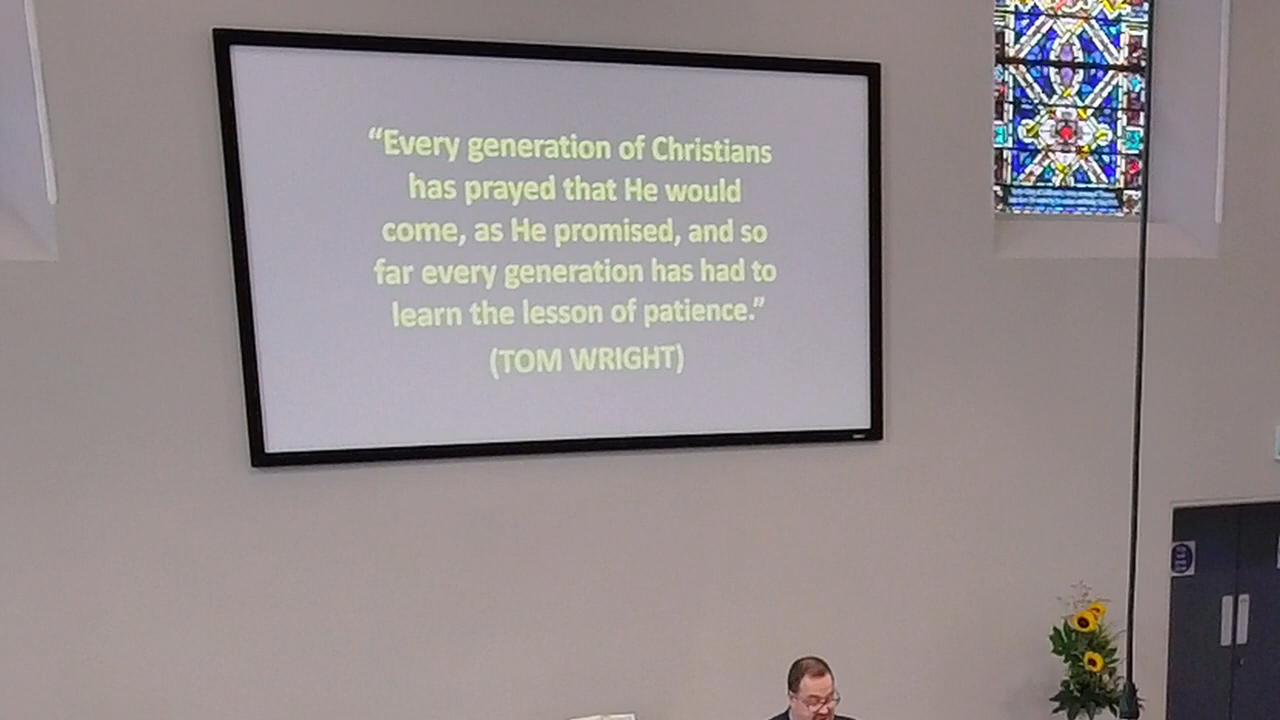 “Every generation of Christians
has prayed that He would
come, as He promised, and so
far every generation has had to
learn the lesson of patience.”
(TOM WRIGHT)